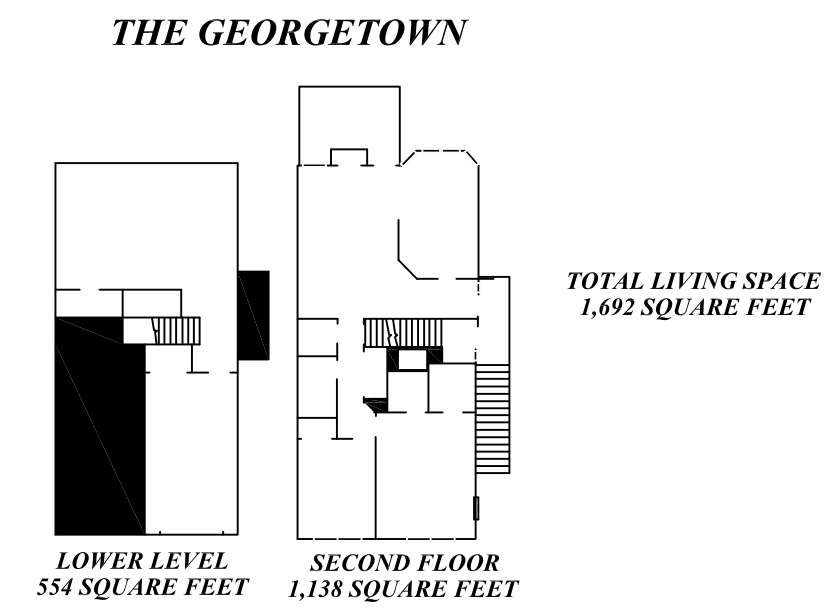 THE GEORGETOWN
TOTAL LIVING SPACE
1,692 SQUARE FEET
LOWER LEVEL
554 SQUARE FEET
SECOND FLOOR
1,138 SQUARE FEET